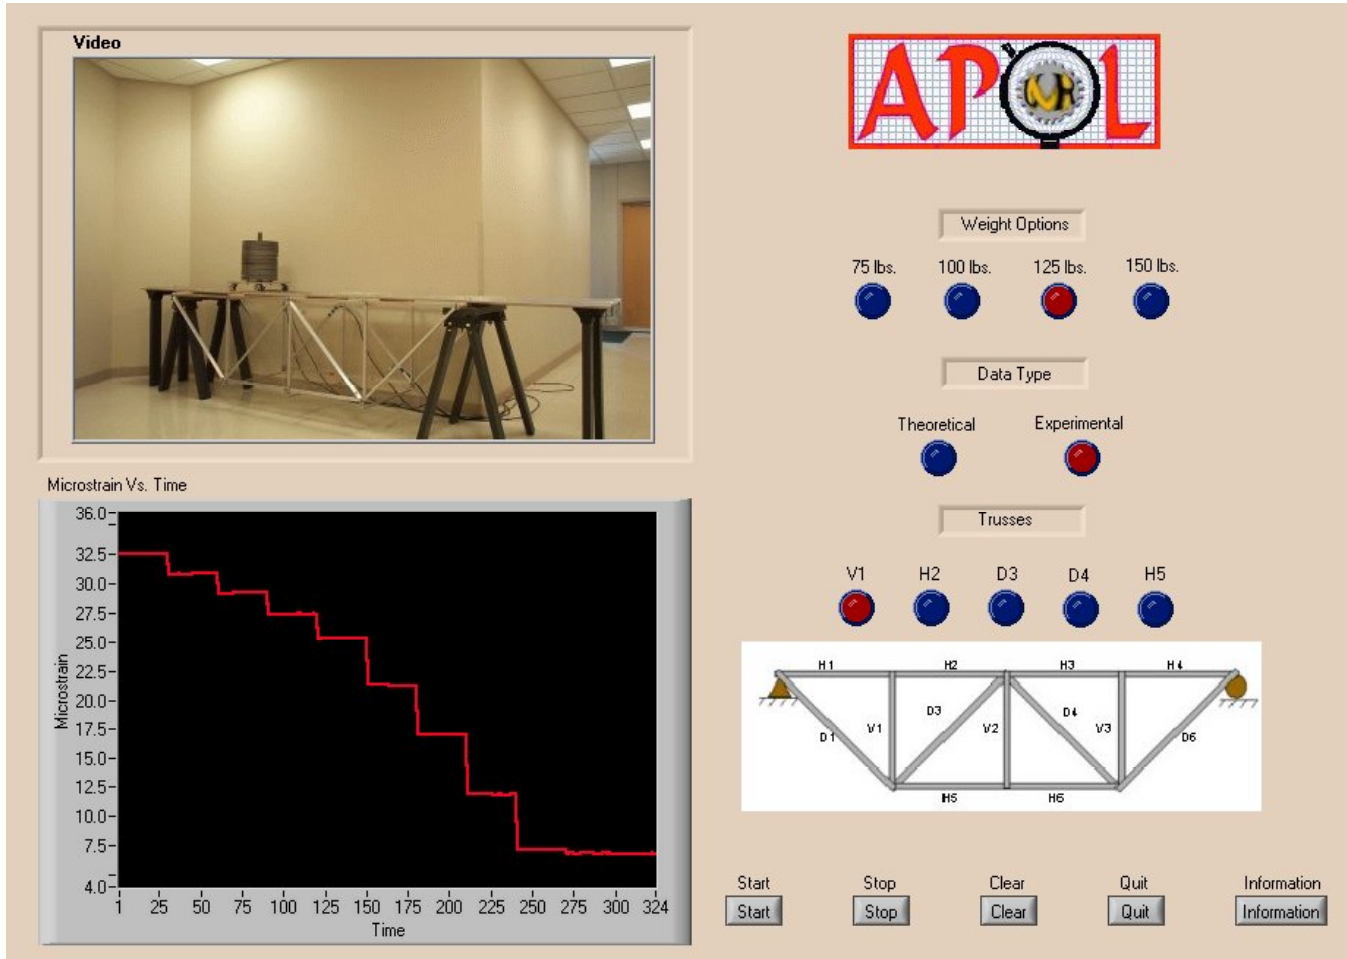 Video
APOL
Weight Options
75 lbs. 100 lbs. 125 lbs. 150 lbs.
Data Type
Theoretical Experimental
Trusses
V1 H2 D3 D4 H5
H1 H2 H3 H4
D1 V1 D3 V2 D4 V3 D6
H5 H6
Microstrain Vs. Time
36.0
32.5
30.0
27.5
25.0
22.5
20.0
17.5
15.0
12.5
10.0
7.5
4.0
Microstrain
1 25 50 75 100 125 150 175 200 225 250 275 300 324
Time
Start Stop Clear Quit Information
Start Stop Clear Quit Information